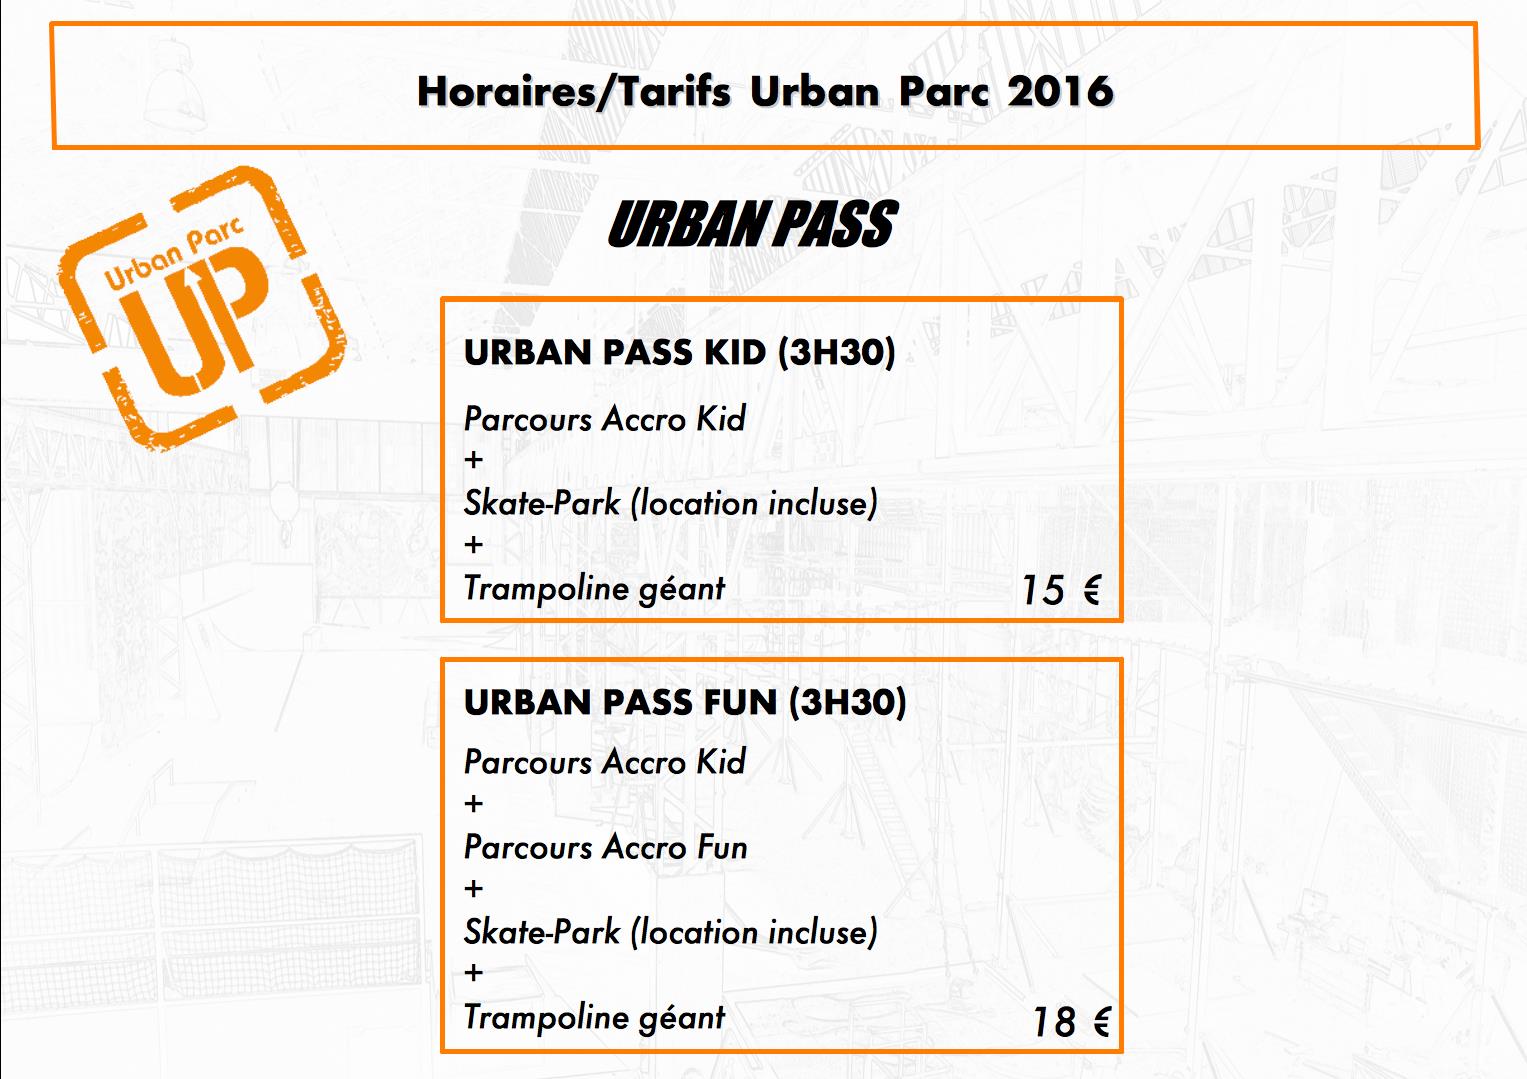 Horaires/Tarifs Urban Parc 2016
Urban Parc
UP
URBAN PASS
URBAN PASS KID (3H30)
Parcours Accro Kid
+
Skate-Park (location incluse)
+
Trampoline géant 15 €
URBAN PASS FUN (3H30)
Parcours Accro Kid
+
Parcours Accro Fun
+
Skate-Park (location incluse)
+
Trampoline géant 18 €